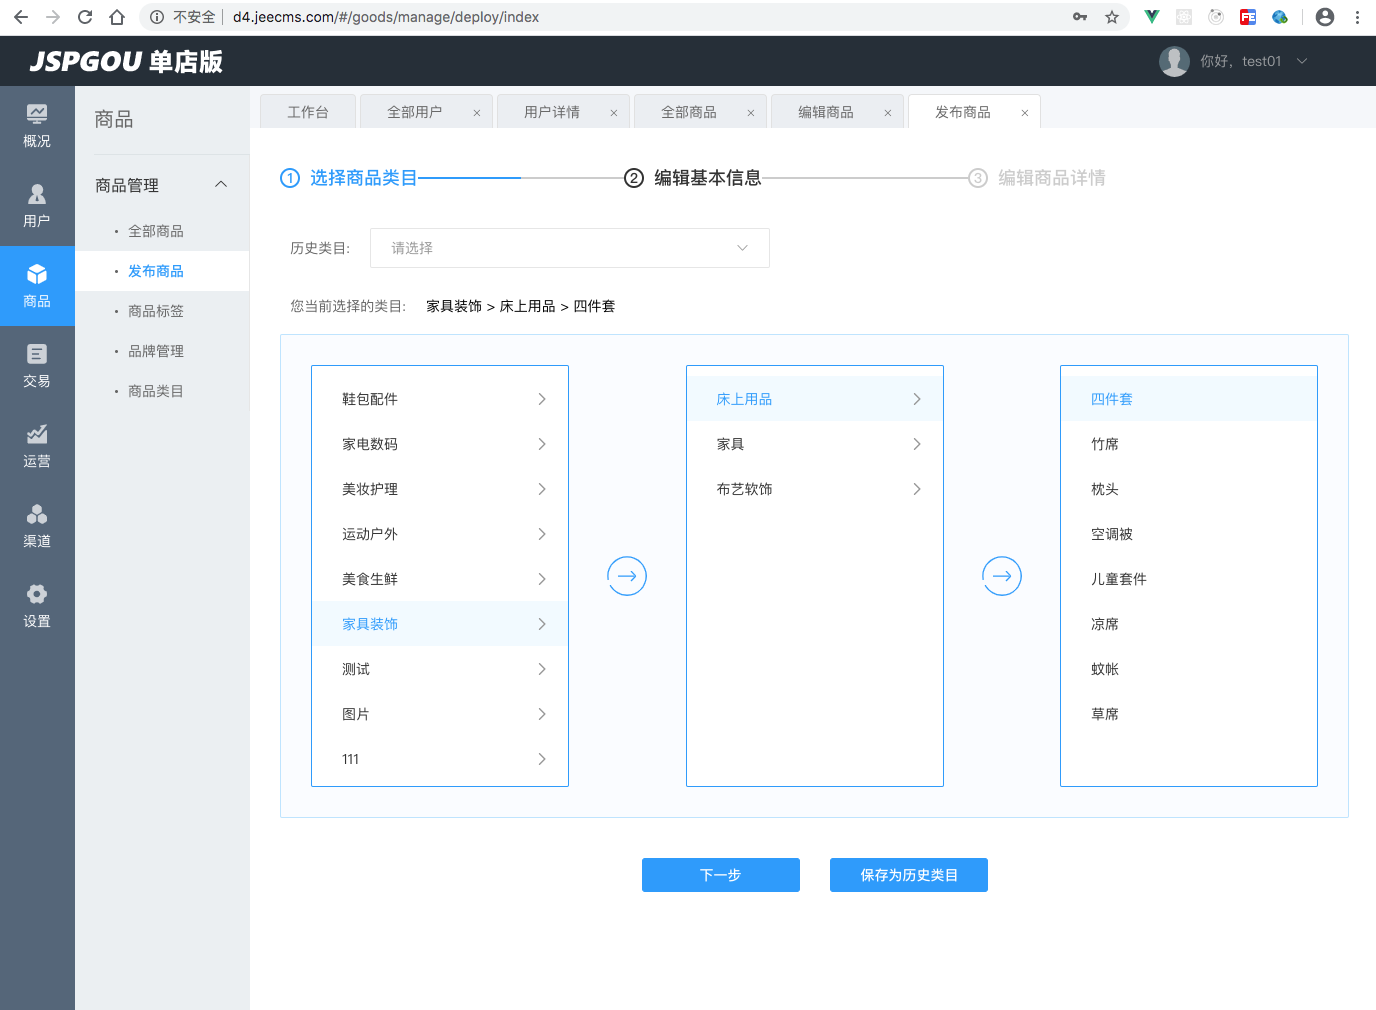 不安全 d4.jeecms.com/#/goods/manage/deploy/index
JSPGOU 单店版
你好，test01
概况
用户
商品
交易
运营
渠道
设置
商品
商品管理
全部商品
发布商品
商品标签
品牌管理
商品类目
工作台 全部用户 × 用户详情 × 全部商品 × 编辑商品 × 发布商品 ×
1 选择商品类目 2 编辑基本信息 3 编辑商品详情
历史类目: 请选择
您当前选择的类目: 家具装饰 > 床上用品 > 四件套
鞋包配件
家电数码
美妆护理
运动户外
美食生鲜
家具装饰
测试
图片
111
床上用品
家具
布艺软饰
四件套
竹席
枕头
空调被
儿童套件
凉席
蚊帐
草席
下一步 保存为历史类目